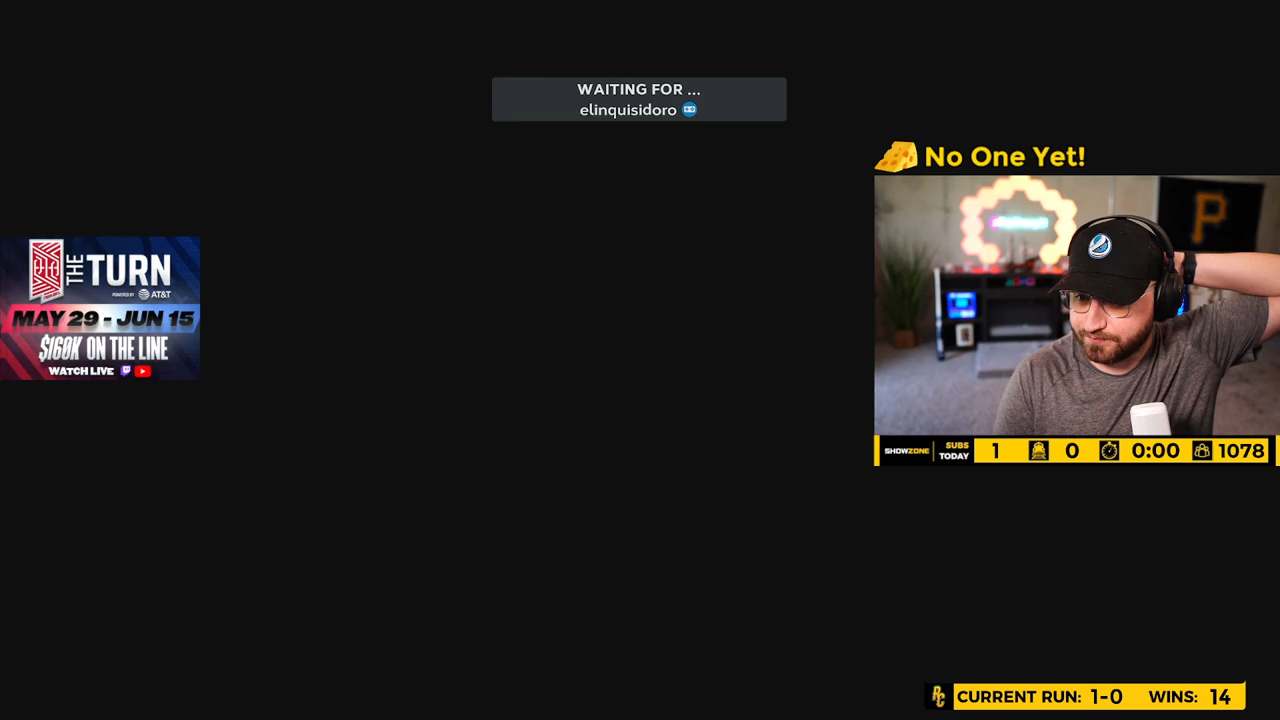 WAITING FOR ...
elinquisidoro
No One Yet!
THE TURN
POWERED BY AT&T
MAY 29 - JUN 15
$160K ON THE LINE
WATCH LIVE
P
SHOWZONE
SUBS TODAY 1 0 0:00 1078
CURRENT RUN: 1-0 WINS: 14